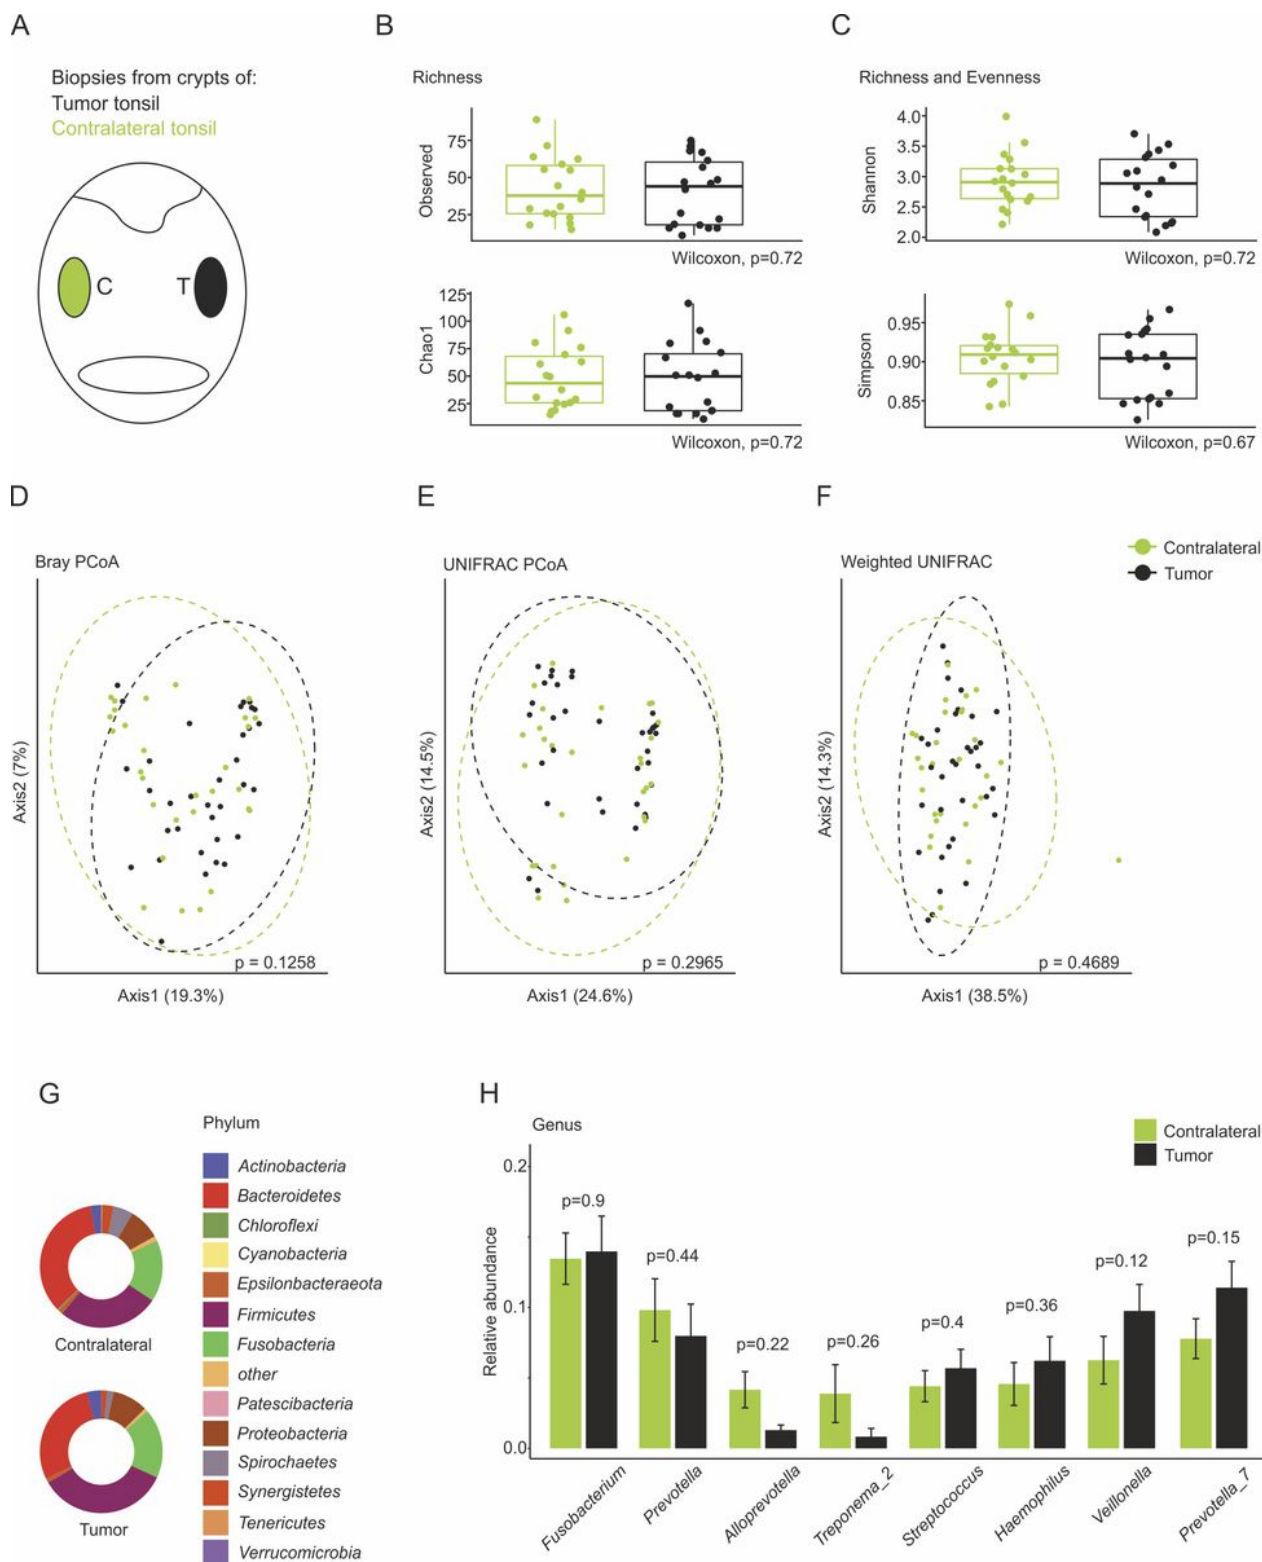 A
Biopsies from crypts of:
Tumor tonsil
Contralateral tonsil
C
T
B
Richness
Observed
75
50
25
Wilcoxon, p=0.72
Chao1
125
100
75
50
25
Wilcoxon, p=0.72
C
Richness and Evenness
Shannon
4.0
3.5
3.0
2.5
2.0
Wilcoxon, p=0.72
Simpson
0.95
0.90
0.85
Wilcoxon, p=0.67
D
Bray PCoA
Axis2 (7%)
p = 0.1258
Axis1 (19.3%)
E
UNIFRAC PCoA
Axis2 (14.5%)
p = 0.2965
Axis1 (24.6%)
F
Weighted UNIFRAC
Contralateral
Tumor
Axis2 (14.3%)
p = 0.4689
Axis1 (38.5%)
G
Phylum
Actinobacteria
Bacteroidetes
Chloroflexi
Cyanobacteria
Epsilonbacteraeota
Firmicutes
Fusobacteria
other
Patescibacteria
Proteobacteria
Spirochaetes
Synergistetes
Tenericutes
Verrucomicrobia
Contralateral
Tumor
H
Genus
Contralateral
Tumor
Relative abundance
0.2
0.1
0.0
p=0.9
p=0.44
p=0.22
p=0.26
p=0.4
p=0.36
p=0.12
p=0.15
Fusobacterium
Prevotella
Alloprevotella
Treponema_2
Streptococcus
Haemophilus
Veillonella
Prevotella_7